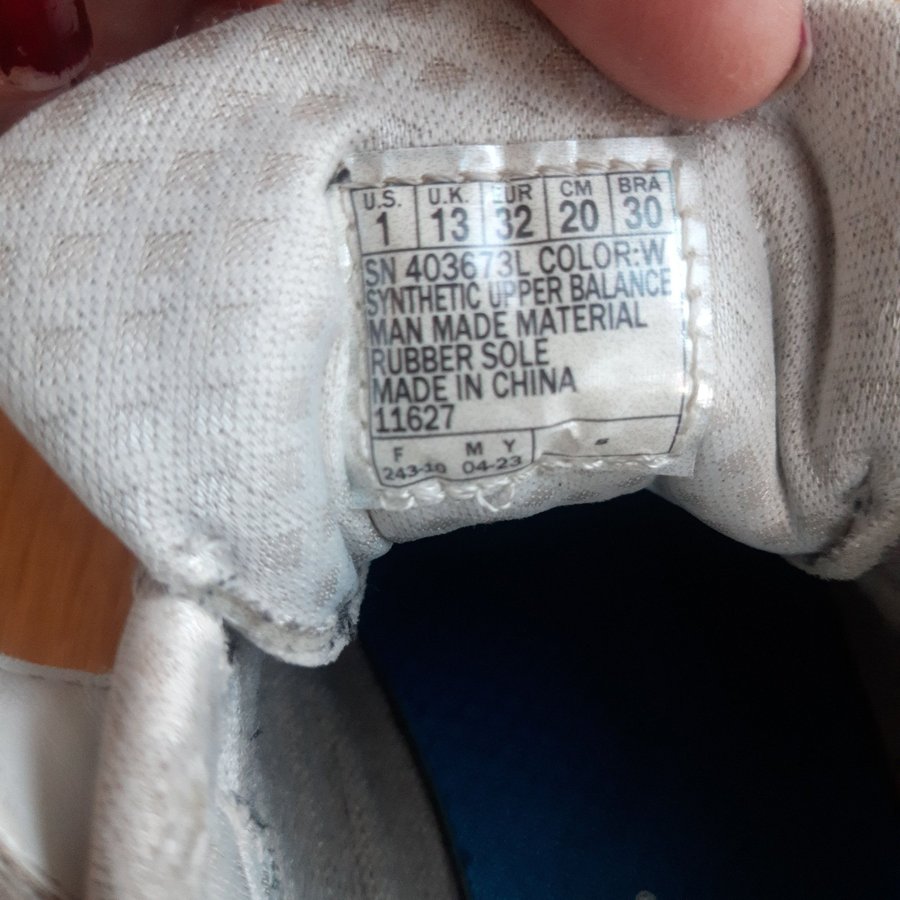 U.S. U.K. EUR CM BRA
1 13 32 20 30
SN 403673L COLOR:W
SYNTHETIC UPPER BALANCE
MAN MADE MATERIAL
RUBBER SOLE
MADE IN CHINA
11627
F M Y
243-10 04-23